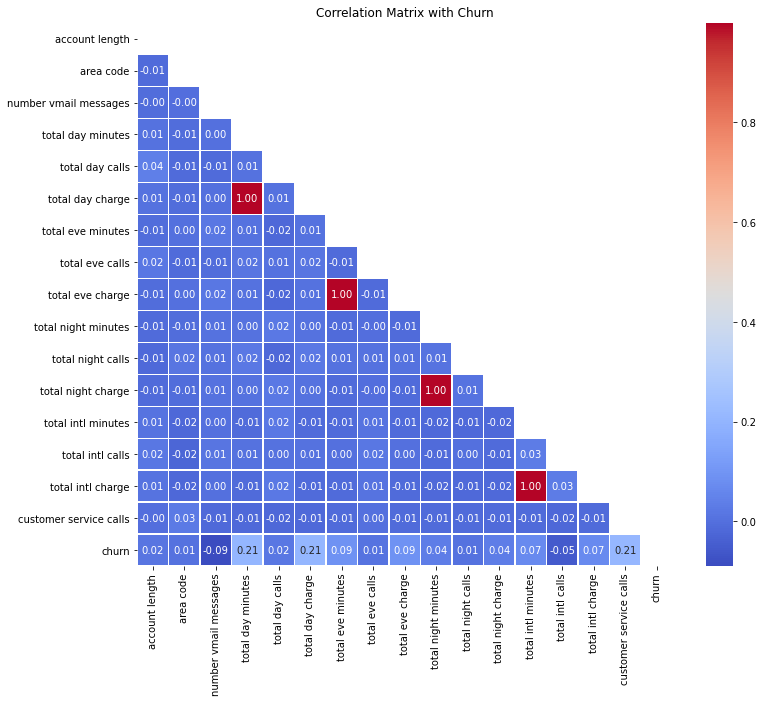 Correlation Matrix with Churn
account length
area code -0.01
number vmail messages -0.00 -0.00
total day minutes 0.01 -0.01 0.00
total day calls 0.04 -0.01 -0.01 0.01
total day charge 0.01 -0.01 0.00 1.00 0.01
total eve minutes -0.01 0.00 0.02 0.01 -0.02 0.01
total eve calls 0.02 -0.01 -0.01 0.02 0.01 0.02 -0.01
total eve charge -0.01 0.00 0.02 0.01 -0.02 0.01 1.00 -0.01
total night minutes -0.01 -0.01 0.01 0.00 0.02 0.00 -0.01 -0.00 -0.01
total night calls -0.01 0.02 0.01 0.02 -0.02 0.02 0.01 0.01 0.01 0.01
total night charge -0.01 -0.01 0.01 0.00 0.02 0.00 -0.01 -0.00 -0.01 1.00 0.01
total intl minutes 0.01 -0.02 0.00 -0.01 0.02 -0.01 -0.01 0.01 -0.01 -0.02 -0.01 -0.02
total intl calls 0.02 -0.02 0.01 0.01 0.00 0.01 0.00 0.02 0.00 -0.01 0.00 -0.01 0.03
total intl charge 0.01 -0.02 0.00 -0.01 0.02 -0.01 -0.01 0.01 -0.01 -0.02 -0.01 -0.02 1.00 0.03
customer service calls -0.00 0.03 -0.01 -0.01 -0.02 -0.01 -0.01 0.00 -0.01 -0.01 -0.01 -0.01 -0.01 -0.02 -0.01
churn 0.02 0.01 -0.09 0.21 0.02 0.21 0.09 0.01 0.09 0.04 0.01 0.04 0.07 -0.05 0.07 0.21
account length
area code
number vmail messages
total day minutes
total day calls
total day charge
total eve minutes
total eve calls
total eve charge
total night minutes
total night calls
total night charge
total intl minutes
total intl calls
total intl charge
customer service calls
churn
0.8
0.6
0.4
0.2
0.0